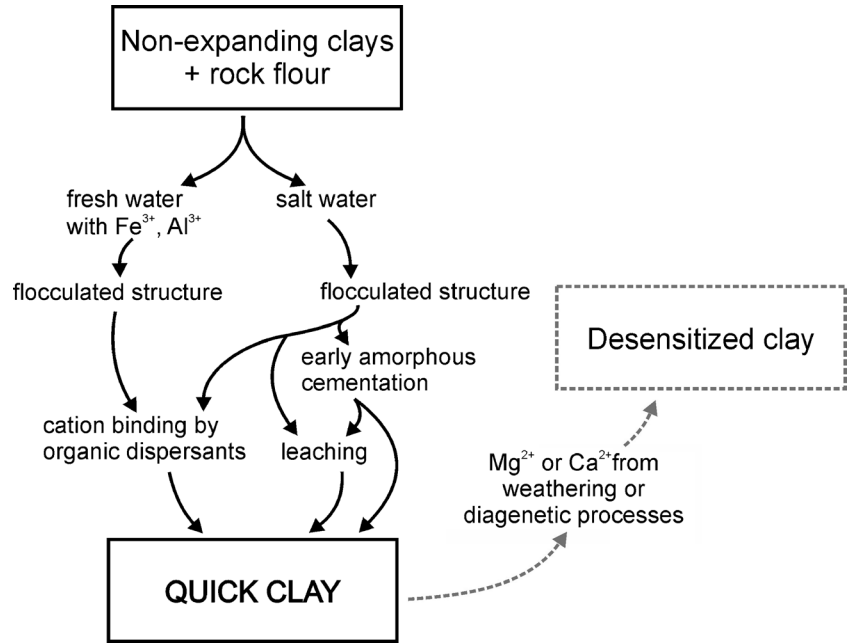 Non-expanding clays
+ rock flour
fresh water
with Fe³⁺, Al³⁺
salt water
flocculated structure
flocculated structure
early amorphous
cementation
cation binding by
organic dispersants
leaching
QUICK CLAY
Desensitized clay
Mg²⁺ or Ca²⁺from
weathering or
diagenetic processes